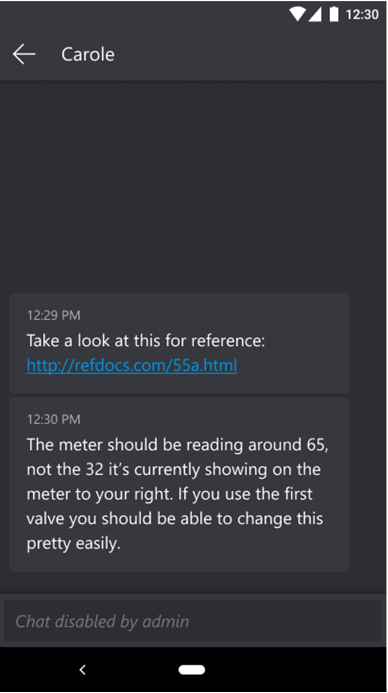 12:30
Carole
12:29 PM
Take a look at this for reference:
http://refdocs.com/55a.html
12:30 PM
The meter should be reading around 65,
not the 32 it’s currently showing on the
meter to your right. If you use the first
valve you should be able to change this
pretty easily.
Chat disabled by admin